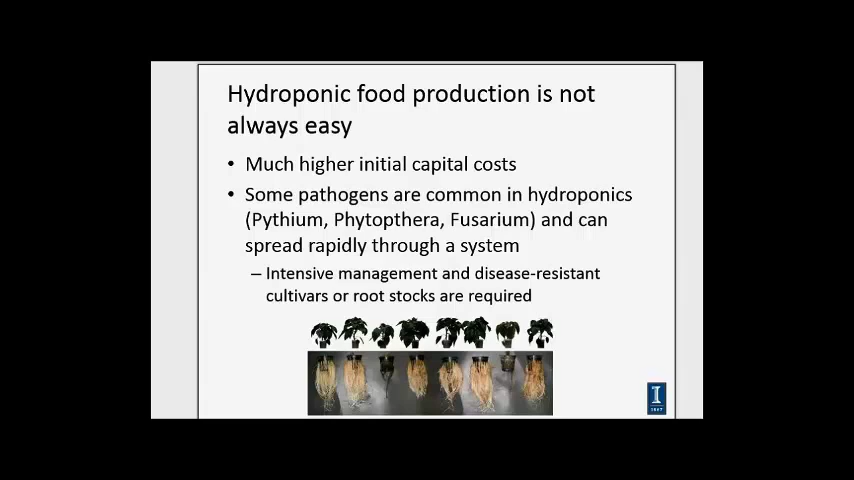 Hydroponic food production is not
always easy
• Much higher initial capital costs
• Some pathogens are common in hydroponics
(Pythium, Phytopthera, Fusarium) and can
spread rapidly through a system
– Intensive management and disease-resistant
cultivars or root stocks are required
I
1867